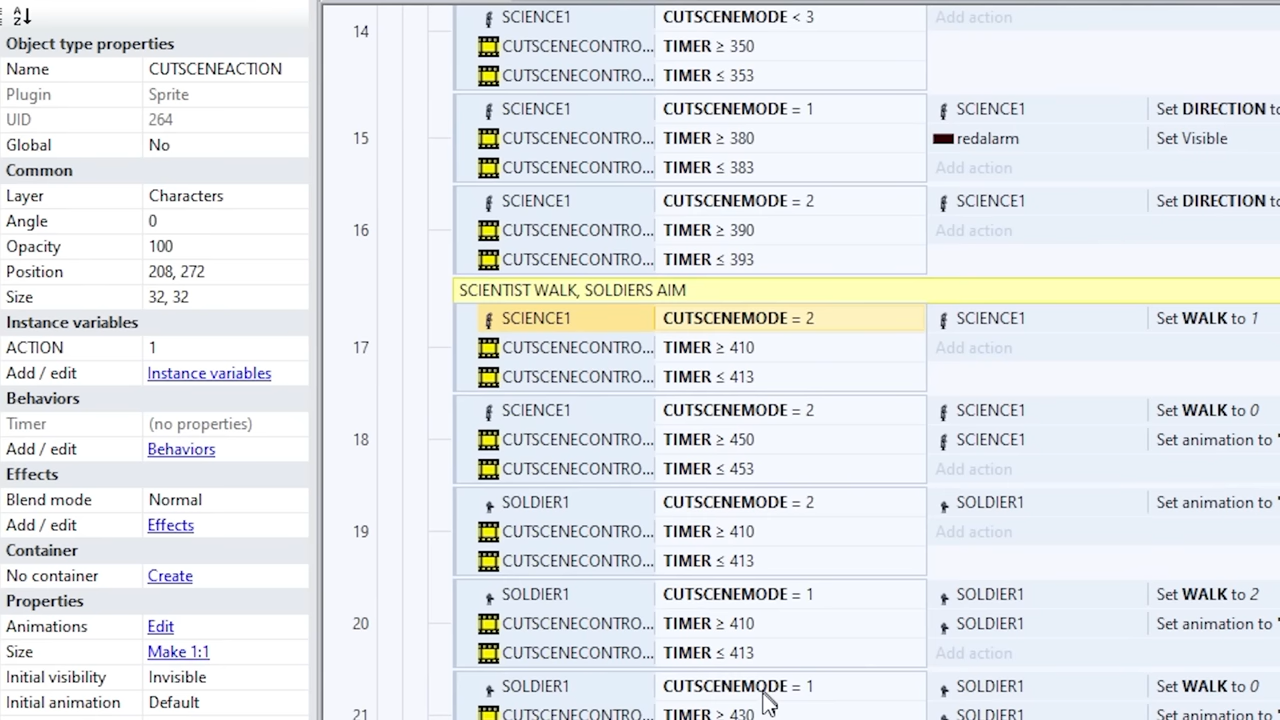 Object type properties
Name CUTSCENEACTION
Plugin Sprite
UID 264
Global No
Common
Layer Characters
Angle 0
Opacity 100
Position 208, 272
Size 32, 32
Instance variables
ACTION 1
Add / edit Instance variables
Behaviors
Timer (no properties)
Add / edit Behaviors
Effects
Blend mode Normal
Add / edit Effects
Container
No container Create
Properties
Animations Edit
Size Make 1:1
Initial visibility Invisible
Initial animation Default
SCIENCE1 CUTSCENEMODE < 3 Add action
14 CUTSCENECONTRO... TIMER ≥ 350
CUTSCENECONTRO... TIMER ≤ 353
SCIENCE1 CUTSCENEMODE = 1 SCIENCE1 Set DIRECTION to
15 CUTSCENECONTRO... TIMER ≥ 380 redalarm Set Visible
CUTSCENECONTRO... TIMER ≤ 383 Add action
SCIENCE1 CUTSCENEMODE = 2 SCIENCE1 Set DIRECTION to
16 CUTSCENECONTRO... TIMER ≥ 390 Add action
CUTSCENECONTRO... TIMER ≤ 393
SCIENTIST WALK, SOLDIERS AIM
SCIENCE1 CUTSCENEMODE = 2 SCIENCE1 Set WALK to 1
17 CUTSCENECONTRO... TIMER ≥ 410 Add action
CUTSCENECONTRO... TIMER ≤ 413
SCIENCE1 CUTSCENEMODE = 2 SCIENCE1 Set WALK to 0
18 CUTSCENECONTRO... TIMER ≥ 450 SCIENCE1 Set animation to "
CUTSCENECONTRO... TIMER ≤ 453 Add action
SOLDIER1 CUTSCENEMODE = 2 SOLDIER1 Set animation to "
19 CUTSCENECONTRO... TIMER ≥ 410 Add action
CUTSCENECONTRO... TIMER ≤ 413
SOLDIER1 CUTSCENEMODE = 1 SOLDIER1 Set WALK to 2
20 CUTSCENECONTRO... TIMER ≥ 410 SOLDIER1 Set animation to "
CUTSCENECONTRO... TIMER ≤ 413 Add action
SOLDIER1 CUTSCENEMODE = 1 SOLDIER1 Set WALK to 0
21 CUTSCENECONTRO... TIMER ≥ 430 SOLDIER1 Set animation to "